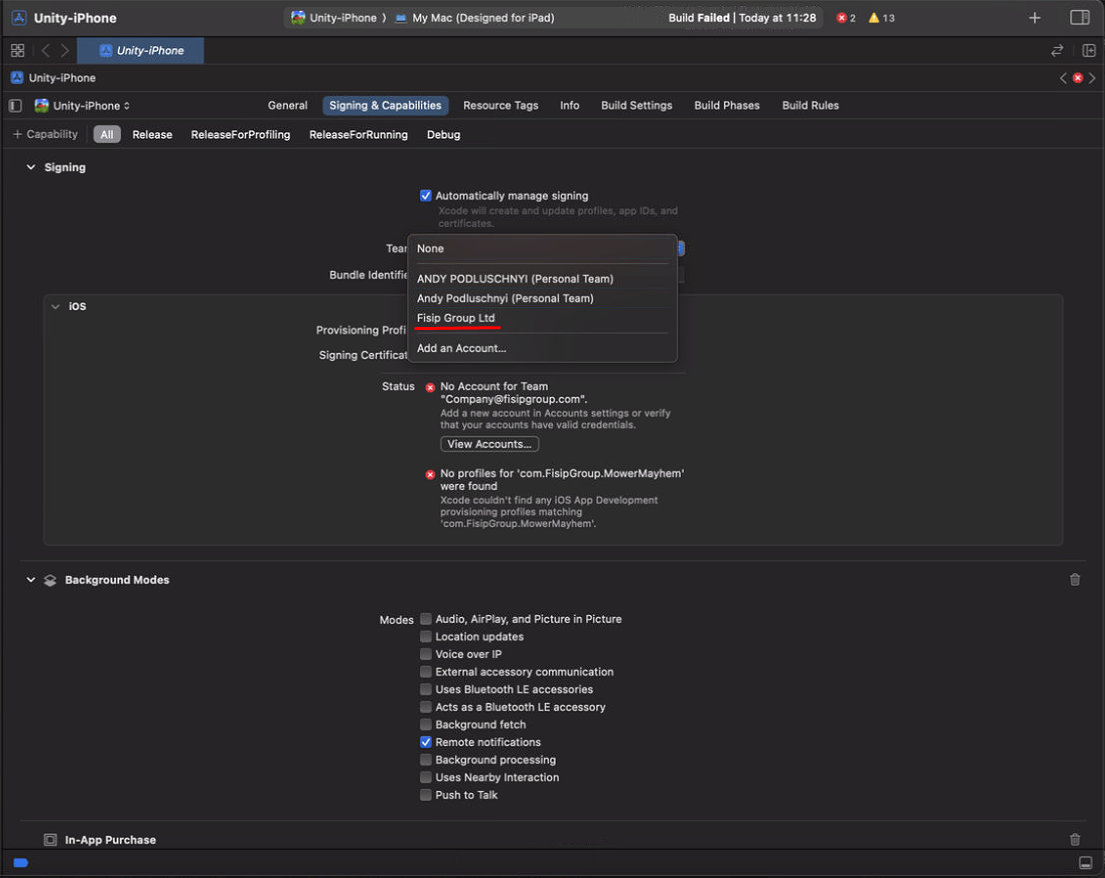 Unity-iPhone
Unity-iPhone ⟩ My Mac (Designed for iPad)
Build Failed | Today at 11:28
2
13
Unity-iPhone
Unity-iPhone
Unity-iPhone
General
Signing & Capabilities
Resource Tags
Info
Build Settings
Build Phases
Build Rules
+ Capability
All
Release
ReleaseForProfiling
ReleaseForRunning
Debug
Signing
Automatically manage signing
Xcode will create and update profiles, app IDs, and
certificates.
Team
None
Bundle Identifie
ANDY PODLUSCHNYI (Personal Team)
Andy Podluschnyi (Personal Team)
Fisip Group Ltd
Add an Account...
iOS
Provisioning Profi
Signing Certificat
Status
No Account for Team
"Company@fisipgroup.com".
Add a new account in Accounts settings or verify
that your accounts have valid credentials.
View Accounts...
No profiles for 'com.FisipGroup.MowerMayhem'
were found
Xcode couldn't find any iOS App Development
provisioning profiles matching
'com.FisipGroup.MowerMayhem'.
Background Modes
Modes
Audio, AirPlay, and Picture in Picture
Location updates
Voice over IP
External accessory communication
Uses Bluetooth LE accessories
Acts as a Bluetooth LE accessory
Background fetch
Remote notifications
Background processing
Uses Nearby Interaction
Push to Talk
In-App Purchase